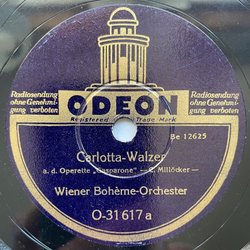 Radiosendung
ohne Genehmi-
gung verboten
Radiosendung
ohne Genehmi-
gung verboten
ODEON
Registered Trade Mark
Be 12625
Carlotta-Walzer
a. d. Operette „Gasparone" — C. Millöcker —
Wiener Bohème-Orchester
O-31617a